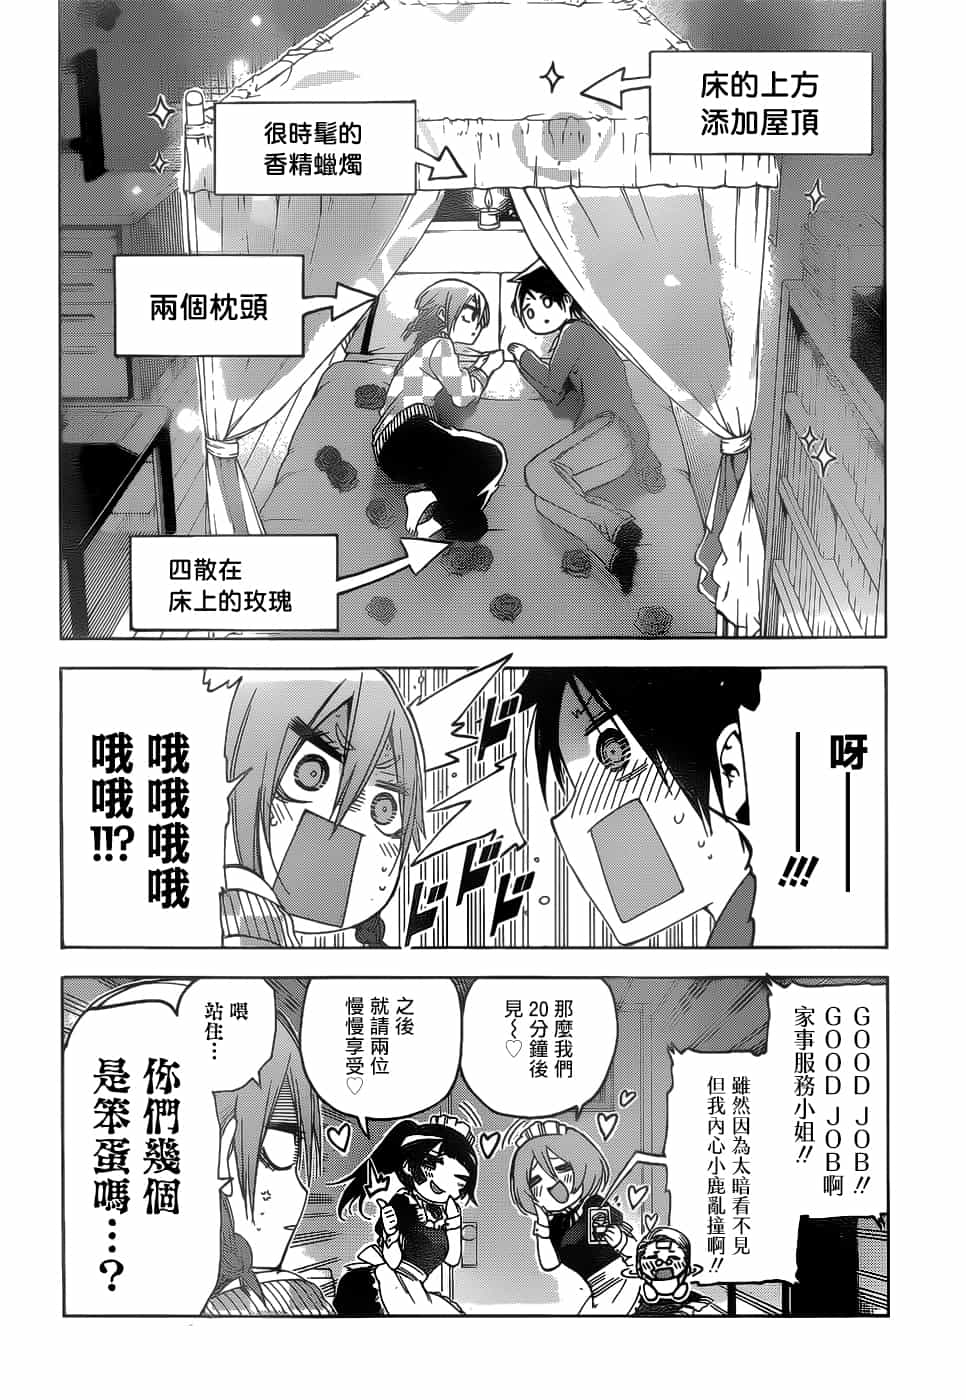 床的上方
添加屋頂
很時髦的
香精蠟燭
兩個枕頭
四散在
床上的玫瑰
呀——!!!
ドドド
ドドド
哦哦哦哦
哦哦!!?
GOOD JOB!!
GOOD JOB啊
家事服務小姐!!
雖然因為太暗看不見
但我內心小鹿亂撞啊!!
那麼我們
20分鐘後
見～♡
之後
就請兩位
慢慢享受♡
喂
站住…
你們幾個
是笨蛋嗎…?